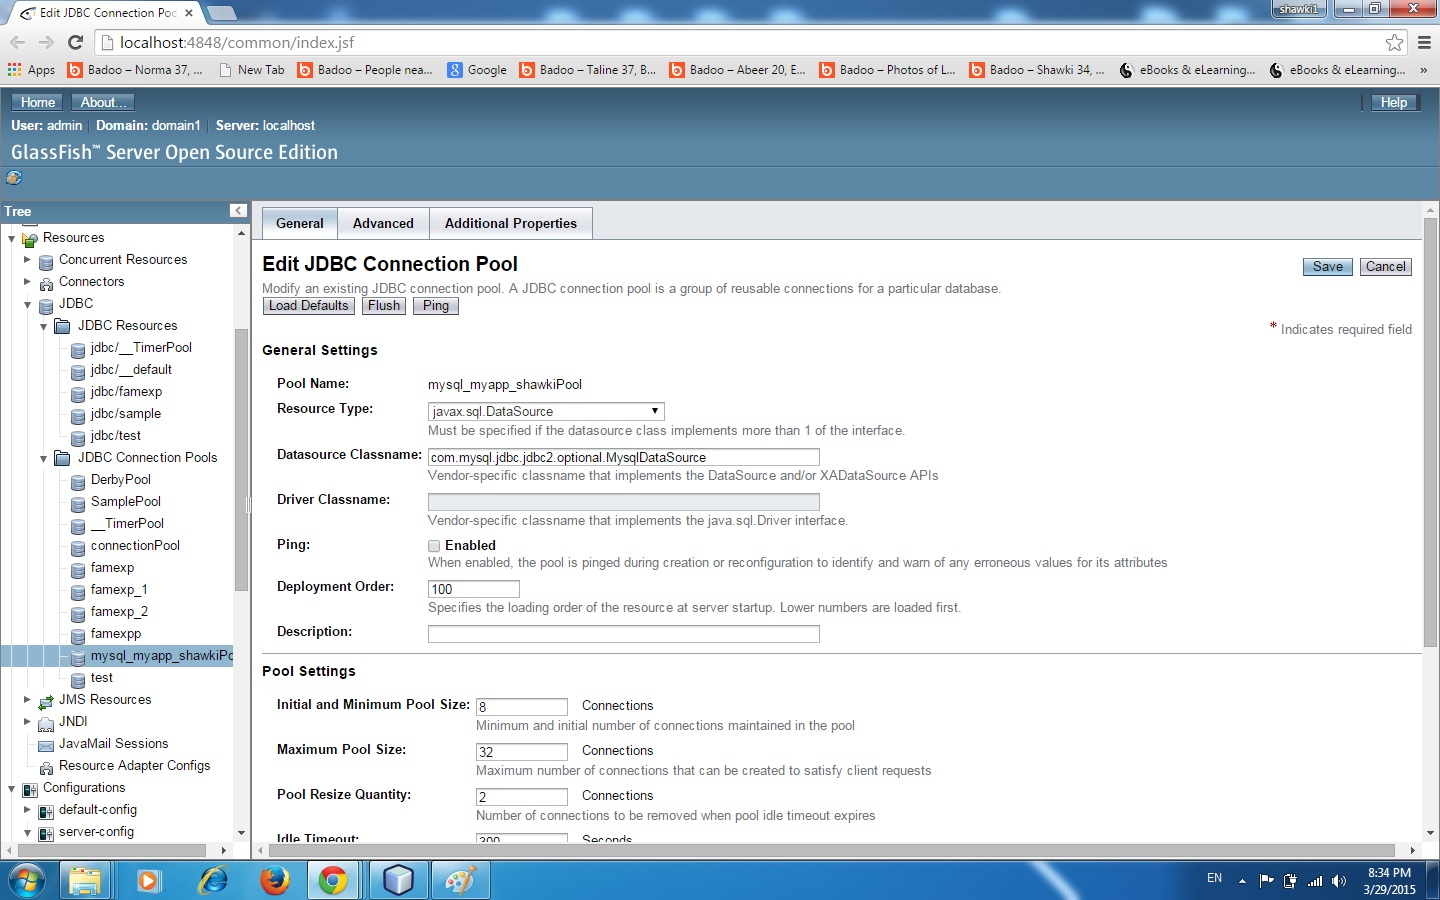 Edit JDBC Connection Poc
shawki1
localhost:4848/common/index.jsf
Apps Badoo – Norma 37, ... New Tab Badoo – People nea... Google Badoo – Taline 37, B... Badoo – Abeer 20, E... Badoo – Photos of L... Badoo – Shawki 34, ... eBooks & eLearning... eBooks & eLearning... »
Home About... Help
User: admin Domain: domain1 Server: localhost
GlassFish™ Server Open Source Edition
Tree
Resources
Concurrent Resources
Connectors
JDBC
JDBC Resources
jdbc/__TimerPool
jdbc/__default
jdbc/famexp
jdbc/sample
jdbc/test
JDBC Connection Pools
DerbyPool
SamplePool
__TimerPool
connectionPool
famexp
famexp_1
famexp_2
famexpp
mysql_myapp_shawkiPo
test
JMS Resources
JNDI
JavaMail Sessions
Resource Adapter Configs
Configurations
default-config
server-config
General Advanced Additional Properties
Edit JDBC Connection Pool
Save Cancel
Modify an existing JDBC connection pool. A JDBC connection pool is a group of reusable connections for a particular database.
Load Defaults Flush Ping
* Indicates required field
General Settings
Pool Name: mysql_myapp_shawkiPool
Resource Type: javax.sql.DataSource
Must be specified if the datasource class implements more than 1 of the interface.
Datasource Classname: com.mysql.jdbc.jdbc2.optional.MysqlDataSource
Vendor-specific classname that implements the DataSource and/or XADataSource APIs
Driver Classname:
Vendor-specific classname that implements the java.sql.Driver interface.
Ping: Enabled
When enabled, the pool is pinged during creation or reconfiguration to identify and warn of any erroneous values for its attributes
Deployment Order: 100
Specifies the loading order of the resource at server startup. Lower numbers are loaded first.
Description:
Pool Settings
Initial and Minimum Pool Size: 8 Connections
Minimum and initial number of connections maintained in the pool
Maximum Pool Size: 32 Connections
Maximum number of connections that can be created to satisfy client requests
Pool Resize Quantity: 2 Connections
Number of connections to be removed when pool idle timeout expires
Idle Timeout: 300 Seconds
EN
8:34 PM
3/29/2015